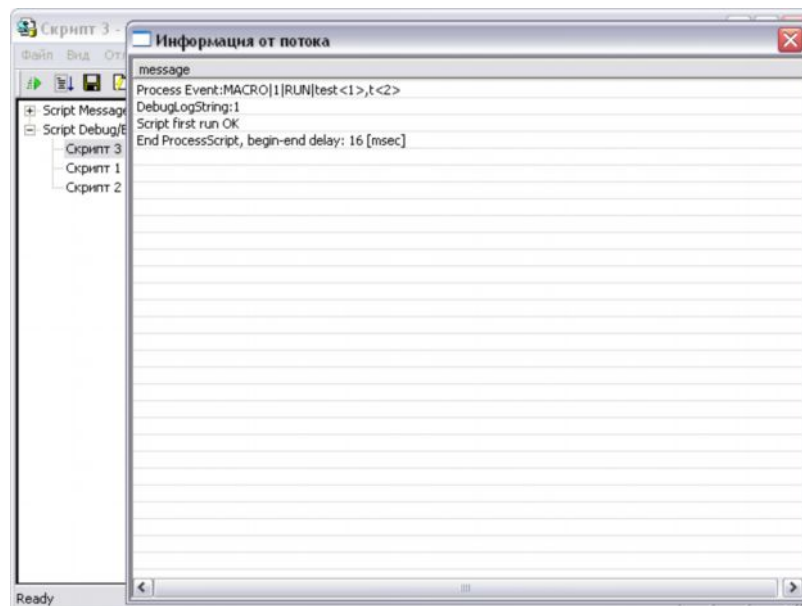 Скрипт 3 -
Файл Вид Отл
Информация от потока
message
Process Event:MACRO|1|RUN|test<1>,t<2>
DebugLogString:1
Script first run OK
End ProcessScript, begin-end delay: 16 [msec]
Script Message
Script Debug/E
Скрипт 3
Скрипт 1
Скрипт 2
Ready